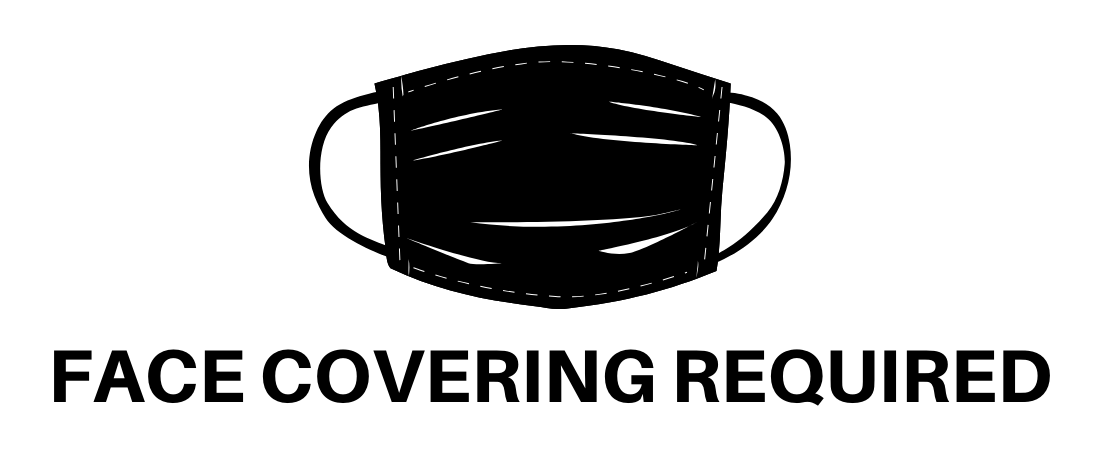 FACE COVERING REQUIRED